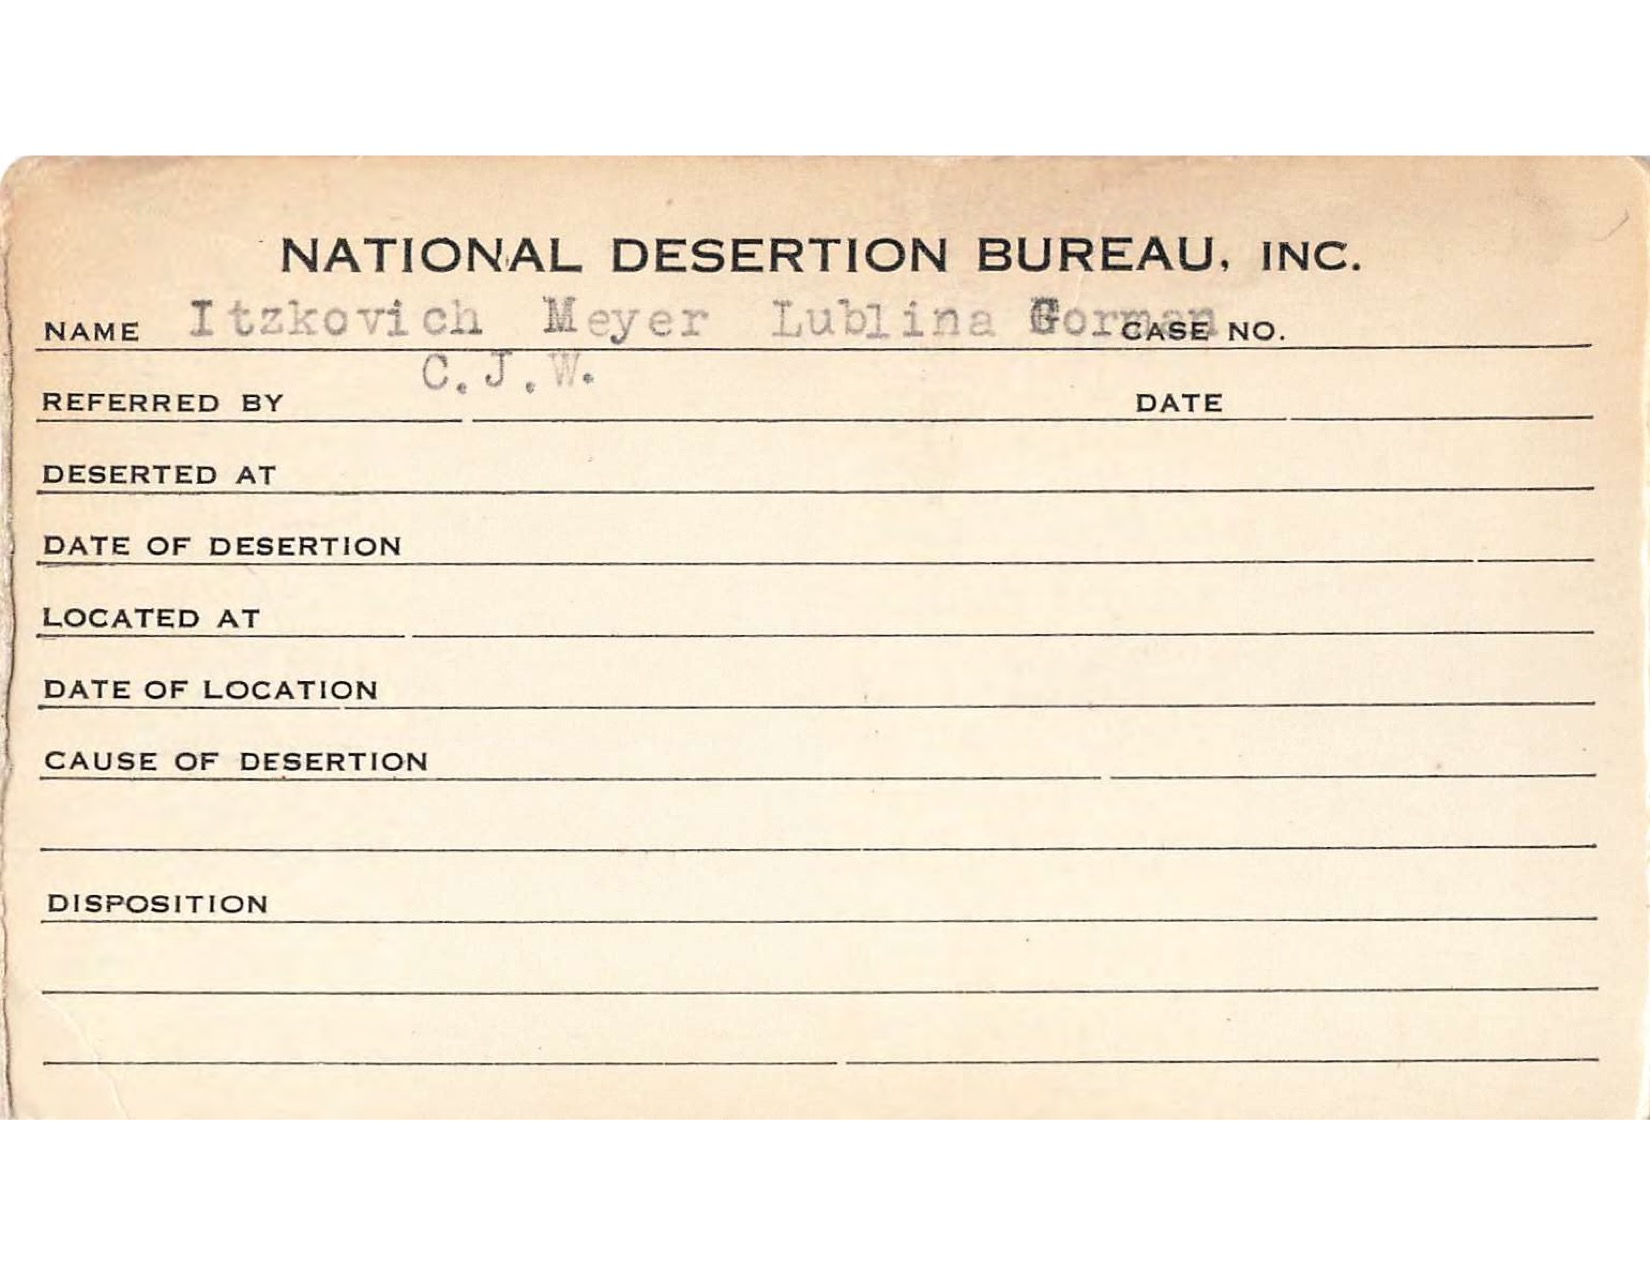 NATIONAL DESERTION BUREAU, INC.
NAME Itzkovich Meyer Lublina Gorman CASE NO.
C.J.W.
REFERRED BY DATE
DESERTED AT
DATE OF DESERTION
LOCATED AT
DATE OF LOCATION
CAUSE OF DESERTION
DISPOSITION